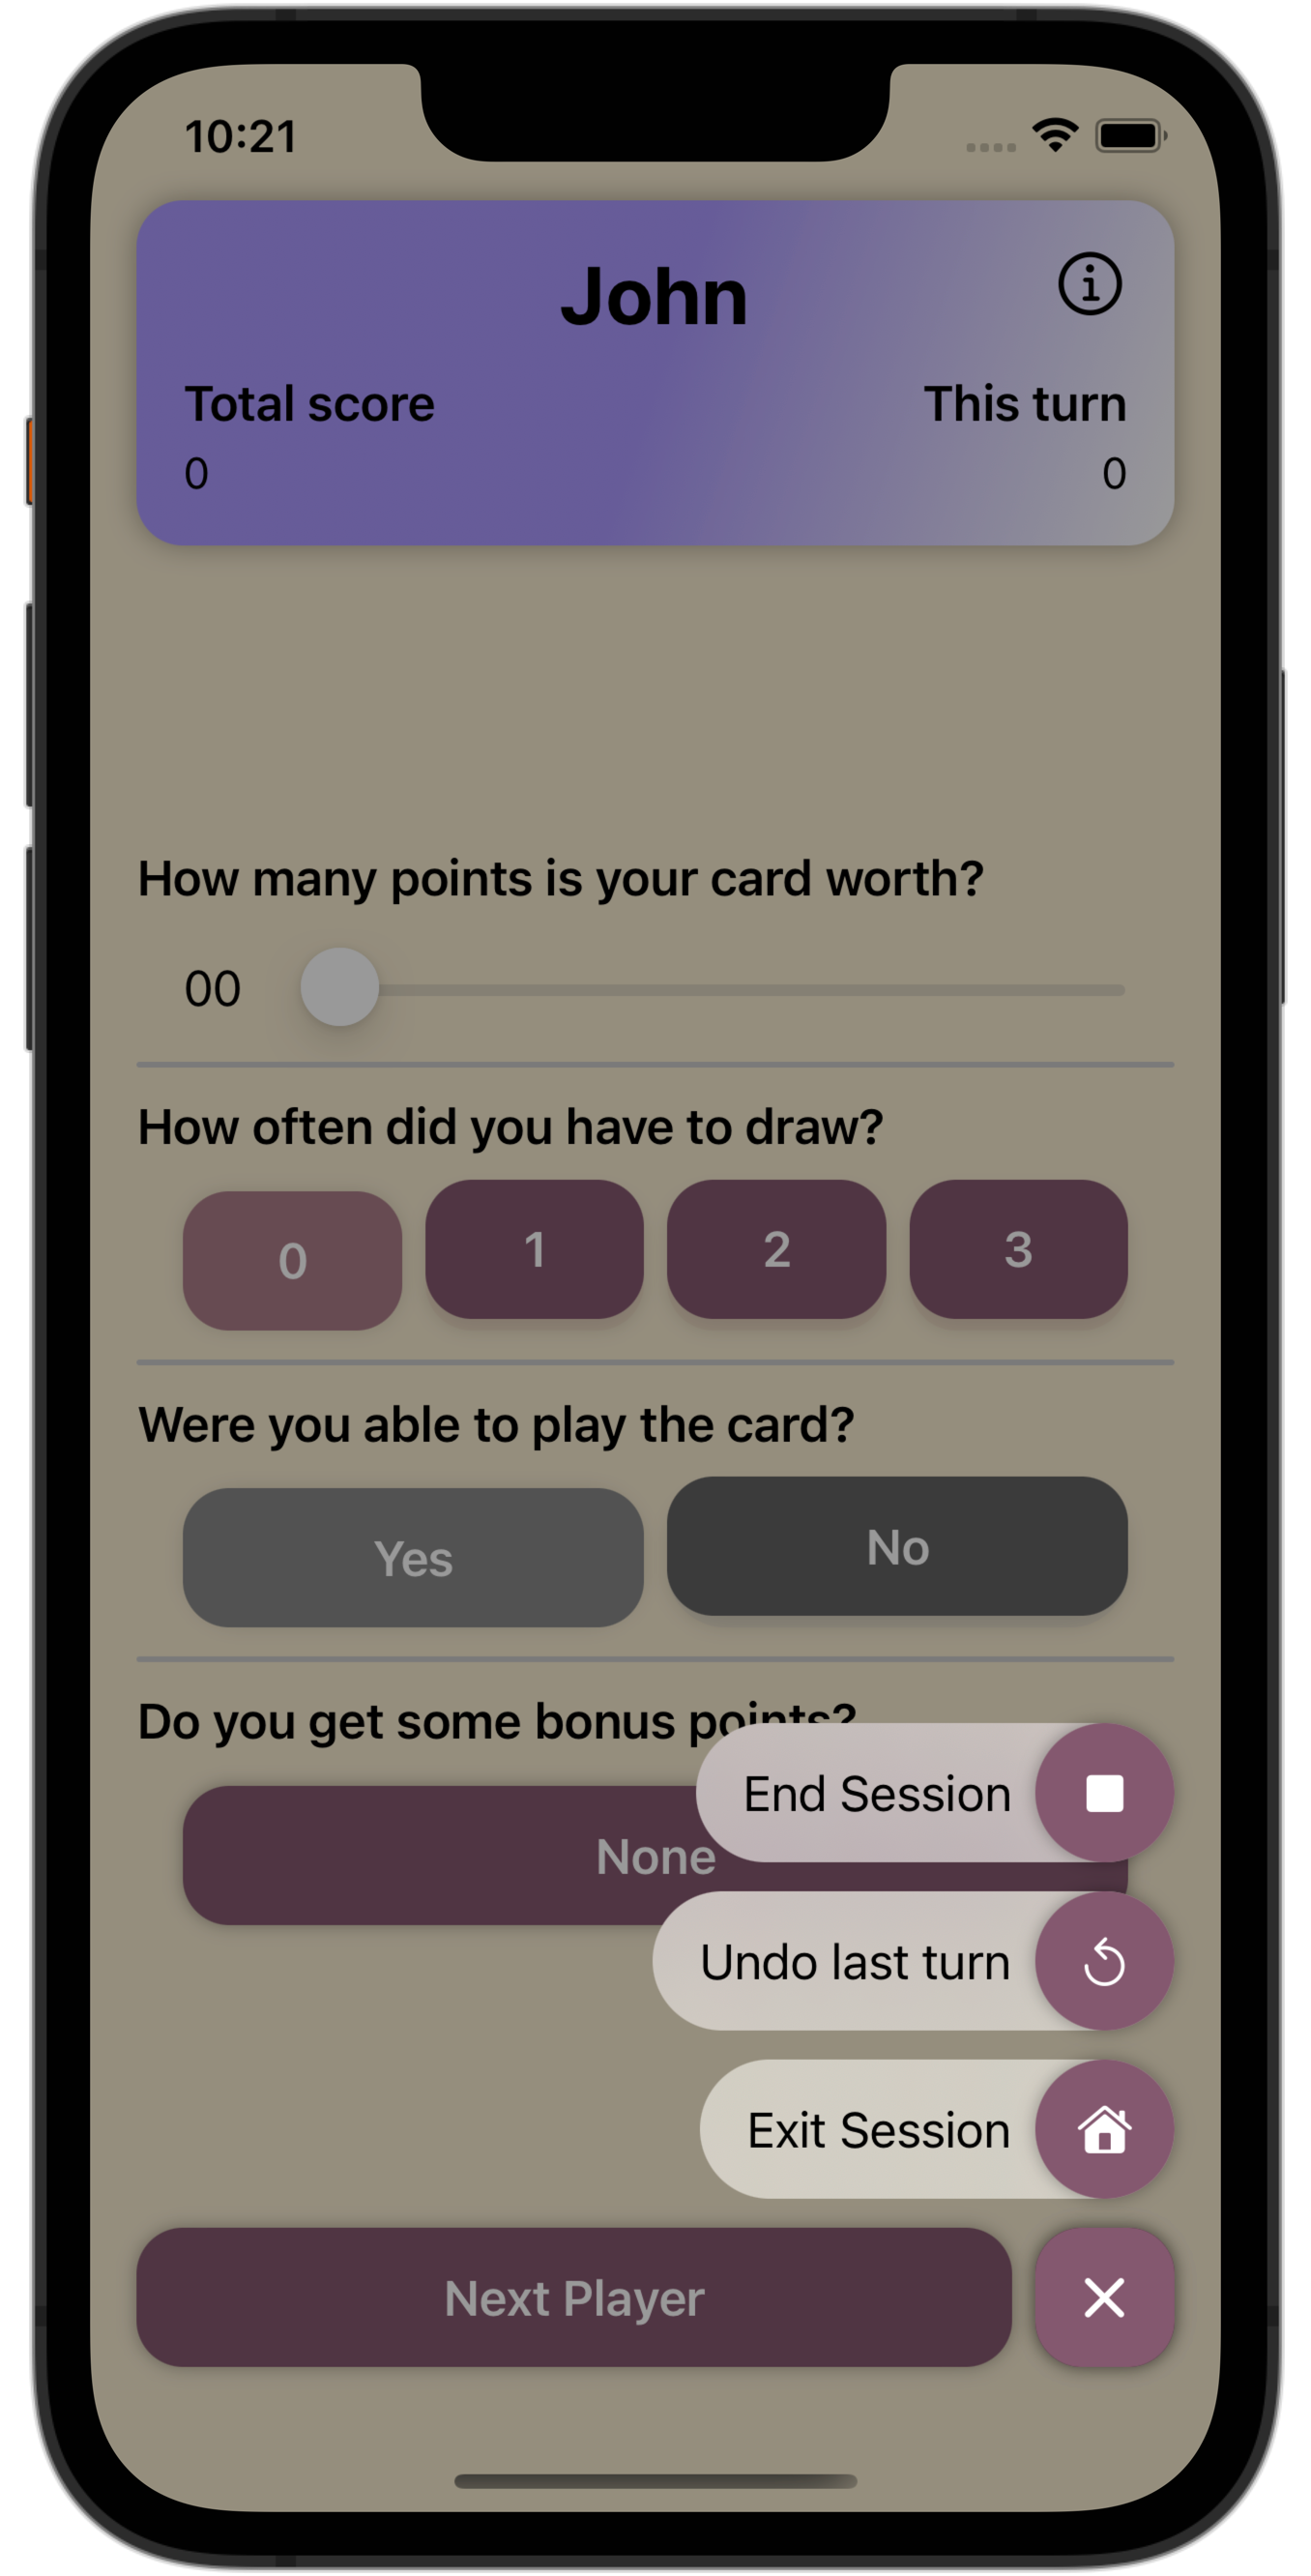 10:21
John
Total score
This turn
0
0
How many points is your card worth?
00
How often did you have to draw?
0
1
2
3
Were you able to play the card?
Yes
No
Do you get some bonus points?
End Session
None
Undo last turn
Exit Session
Next Player